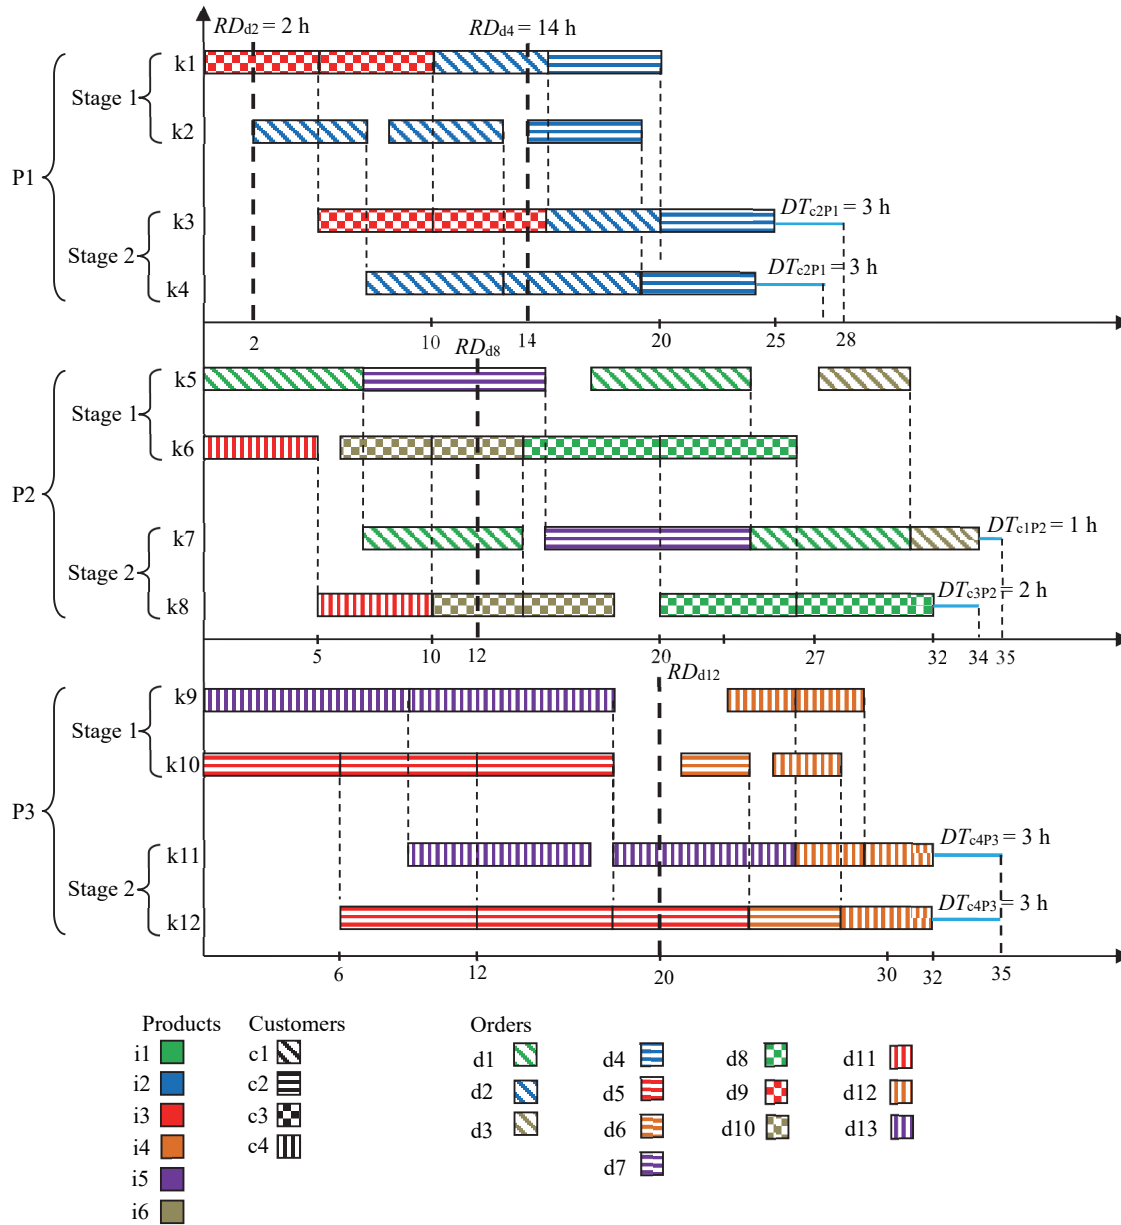 RDd2 = 2 h
RDd4 = 14 h
P1
Stage 1
k1
k2
Stage 2
k3
DTc2P1 = 3 h
k4
DTc2P1 = 3 h
2 10 14 20 25 28
RDd8
P2
Stage 1
k5
k6
Stage 2
k7
DTc1P2 = 1 h
k8
DTc3P2 = 2 h
5 10 12 20 27 32 34 35
RDd12
P3
Stage 1
k9
k10
Stage 2
k11
DTc4P3 = 3 h
k12
DTc4P3 = 3 h
6 12 20 30 32 35
Products Customers Orders
i1 c1 d1 d4 d8 d11
i2 c2 d2 d5 d9 d12
i3 c3 d3 d6 d10 d13
i4 c4 d7
i5
i6